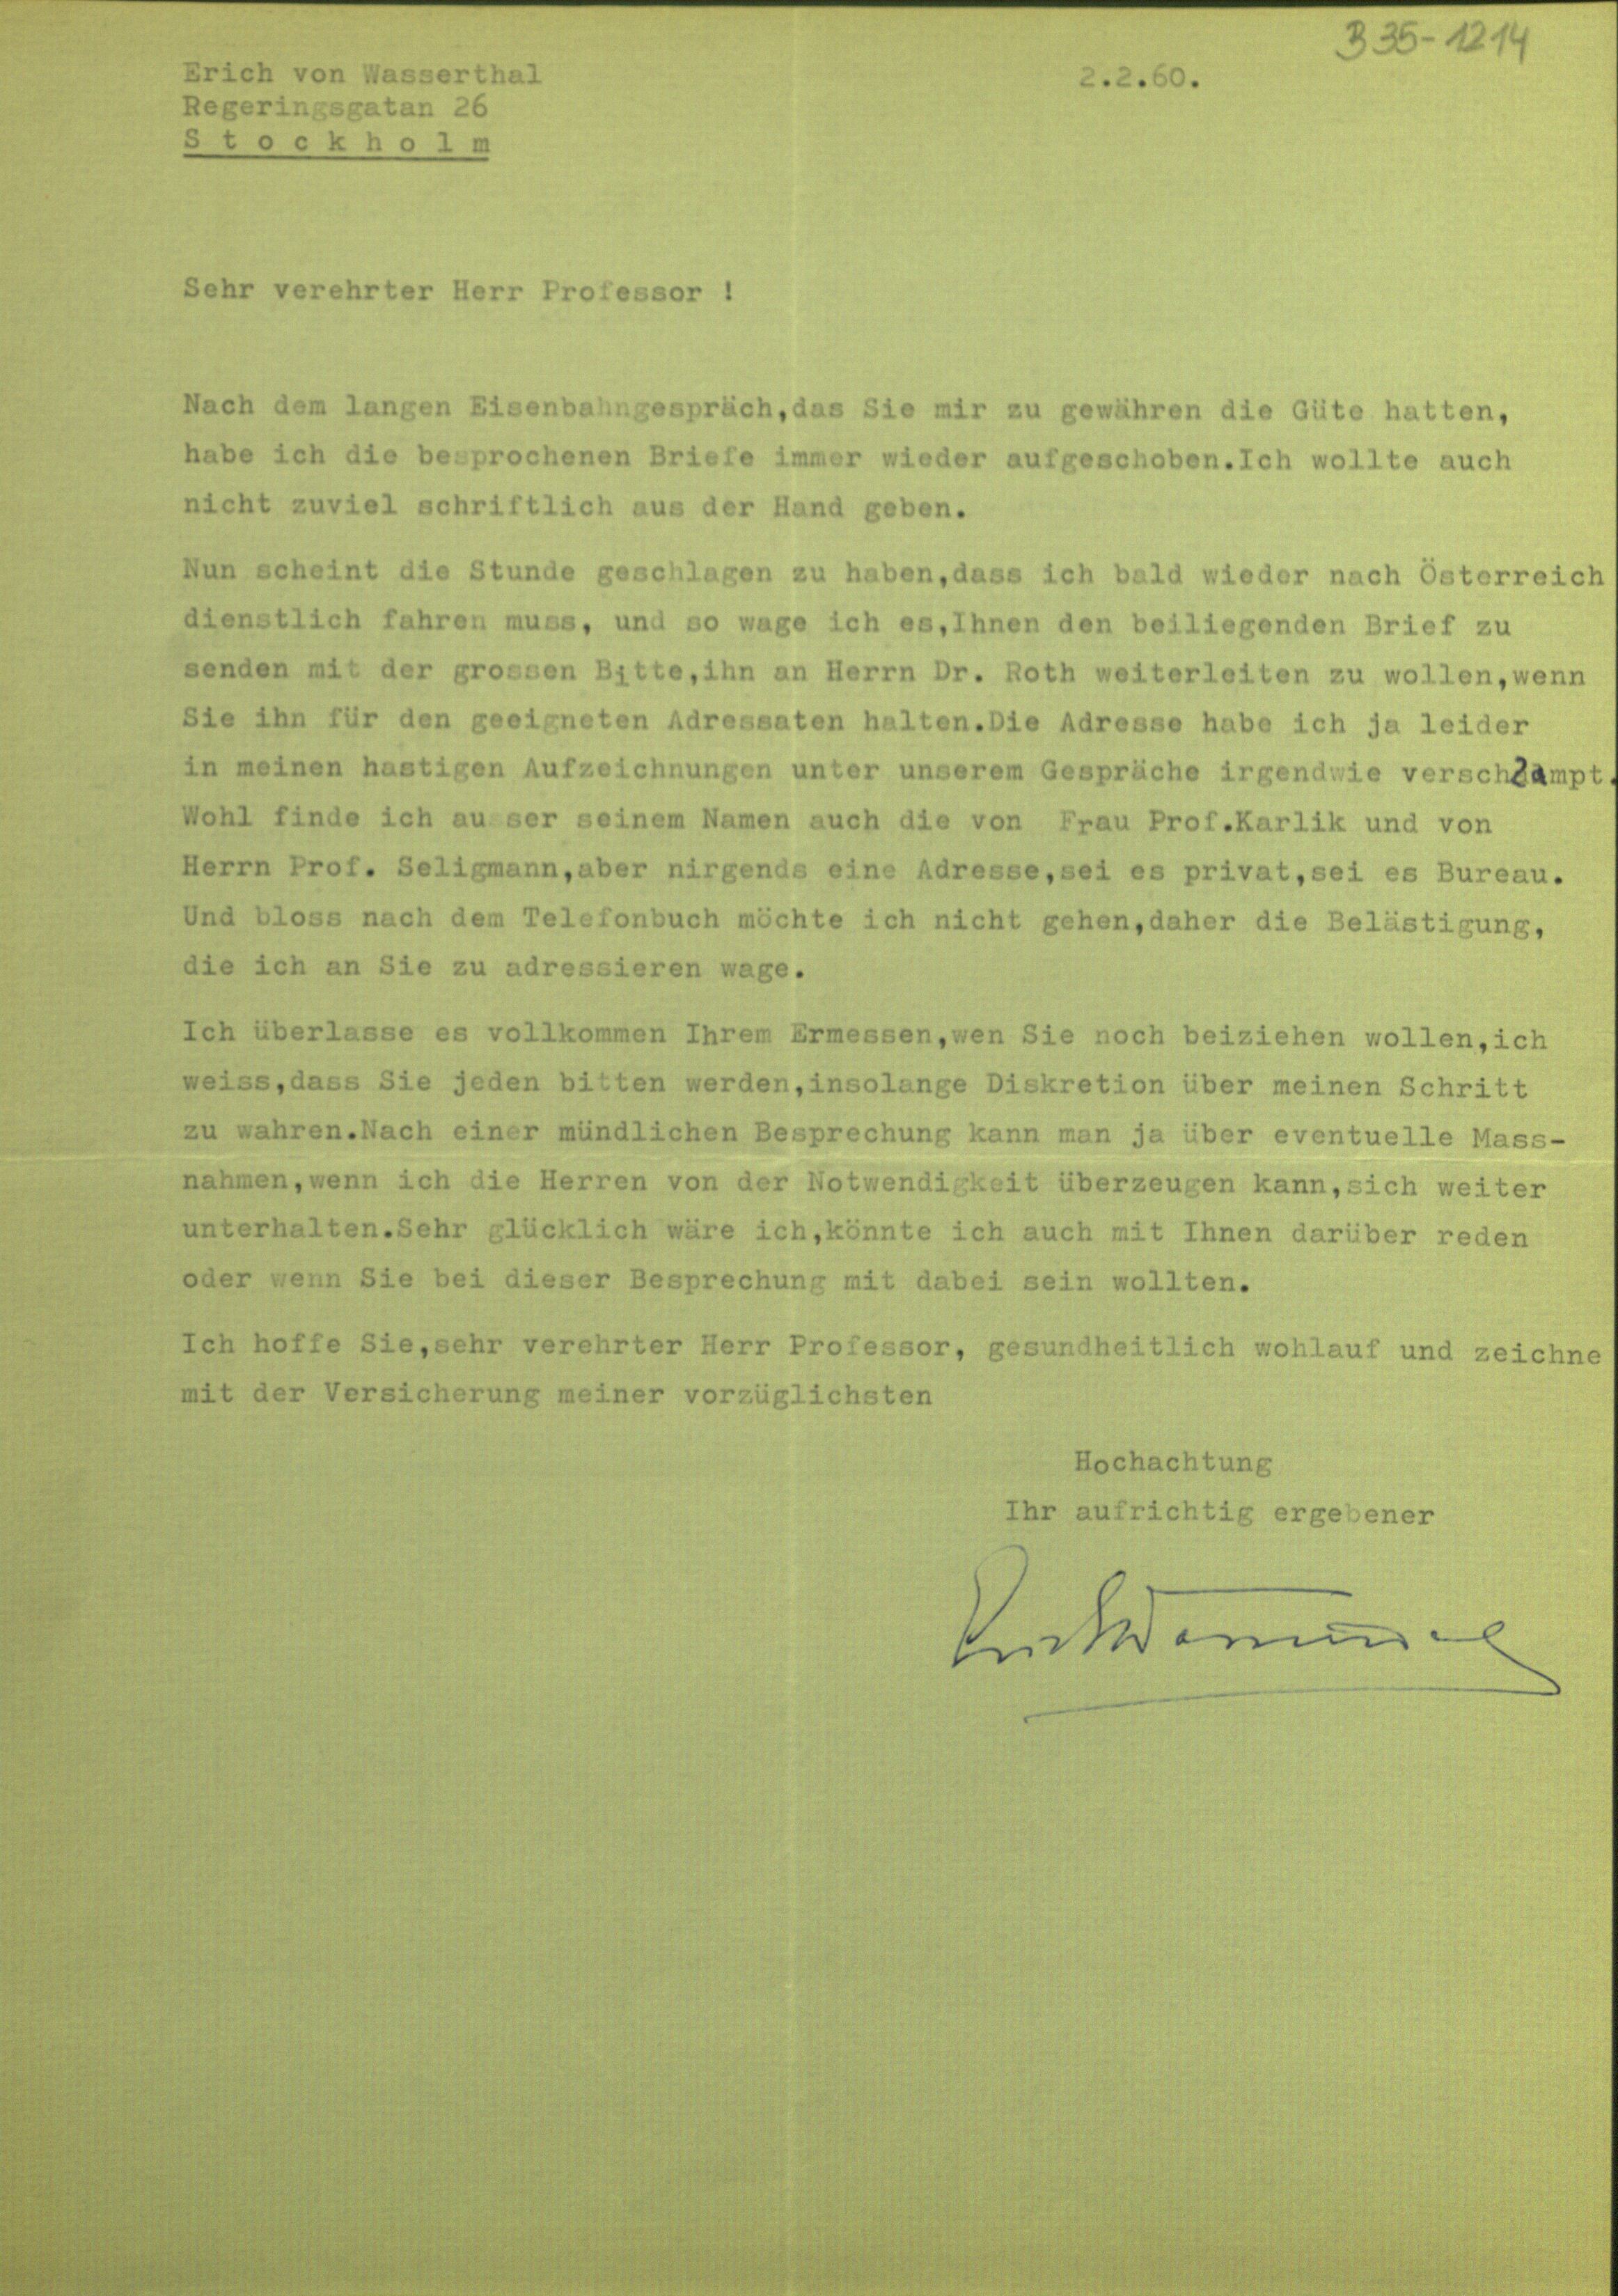 B 35-1214
Erich von Wasserthal
2.2.60.
Regeringsgatan 26
S t o c k h o l m
Sehr verehrter Herr Professor !
Nach dem langen Eisenbahngespräch,das Sie mir zu gewähren die Güte hatten,
habe ich die besprochenen Briefe immer wieder aufgeschoben.Ich wollte auch
nicht zuviel schriftlich aus der Hand geben.
Nun scheint die Stunde geschlagen zu haben,dass ich bald wieder nach Österreich
dienstlich fahren muss, und so wage ich es,Ihnen den beiliegenden Brief zu
senden mit der grossen Bitte,ihn an Herrn Dr. Roth weiterleiten zu wollen,wenn
Sie ihn für den geeigneten Adressaten halten.Die Adresse habe ich ja leider
in meinen hastigen Aufzeichnungen unter unserem Gespräche irgendwie verschlampt.
Wohl finde ich ausser seinem Namen auch die von Frau Prof.Karlik und von
Herrn Prof. Seligmann,aber nirgends eine Adresse,sei es privat,sei es Bureau.
Und bloss nach dem Telefonbuch möchte ich nicht gehen,daher die Belästigung,
die ich an Sie zu adressieren wage.
Ich überlasse es vollkommen Ihrem Ermessen,wen Sie noch beiziehen wollen,ich
weiss,dass Sie jeden bitten werden,insolange Diskretion über meinen Schritt
zu wahren.Nach einer mündlichen Besprechung kann man ja über eventuelle Mass-
nahmen,wenn ich die Herren von der Notwendigkeit überzeugen kann,sich weiter
unterhalten.Sehr glücklich wäre ich,könnte ich auch mit Ihnen darüber reden
oder wenn Sie bei dieser Besprechung mit dabei sein wollten.
Ich hoffe Sie,sehr verehrter Herr Professor, gesundheitlich wohlauf und zeichne
mit der Versicherung meiner vorzüglichsten
Hochachtung
Ihr aufrichtig ergebener